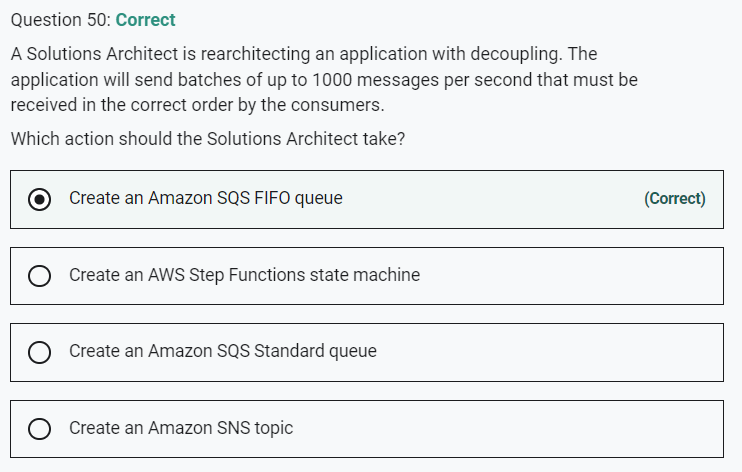 Question 50: Correct
A Solutions Architect is rearchitecting an application with decoupling. The
application will send batches of up to 1000 messages per second that must be
received in the correct order by the consumers.
Which action should the Solutions Architect take?
Create an Amazon SQS FIFO queue (Correct)
Create an AWS Step Functions state machine
Create an Amazon SQS Standard queue
Create an Amazon SNS topic